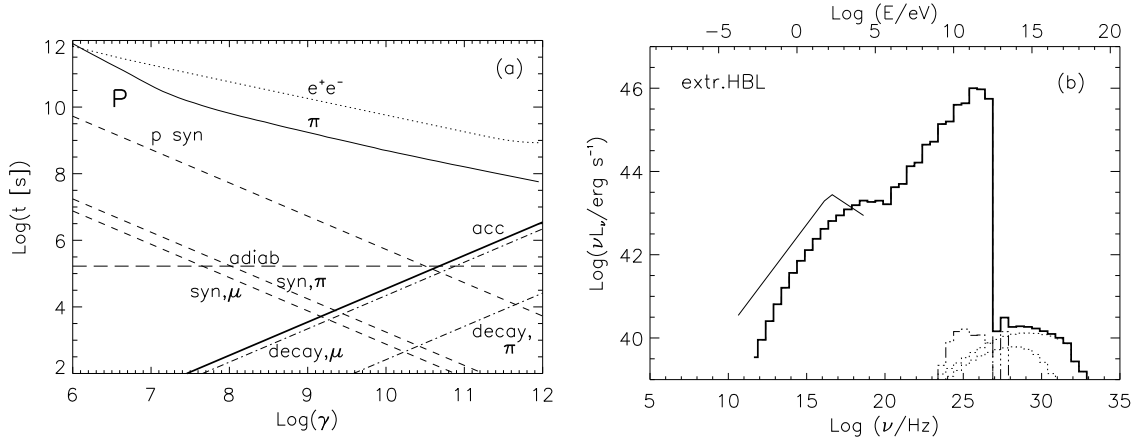 (a)
e⁺e⁻
P
π
p syn
acc
adiab
syn,π
syn,μ
decay,
π
decay,μ
12
10
8
6
4
2
Log(t [s])
6 7 8 9 10 11 12
Log(γ)
Log (E/eV)
-5 0 5 10 15 20
extr.HBL
(b)
46
44
42
40
Log(νLν/erg s⁻¹)
5 10 15 20 25 30 35
Log (ν/Hz)